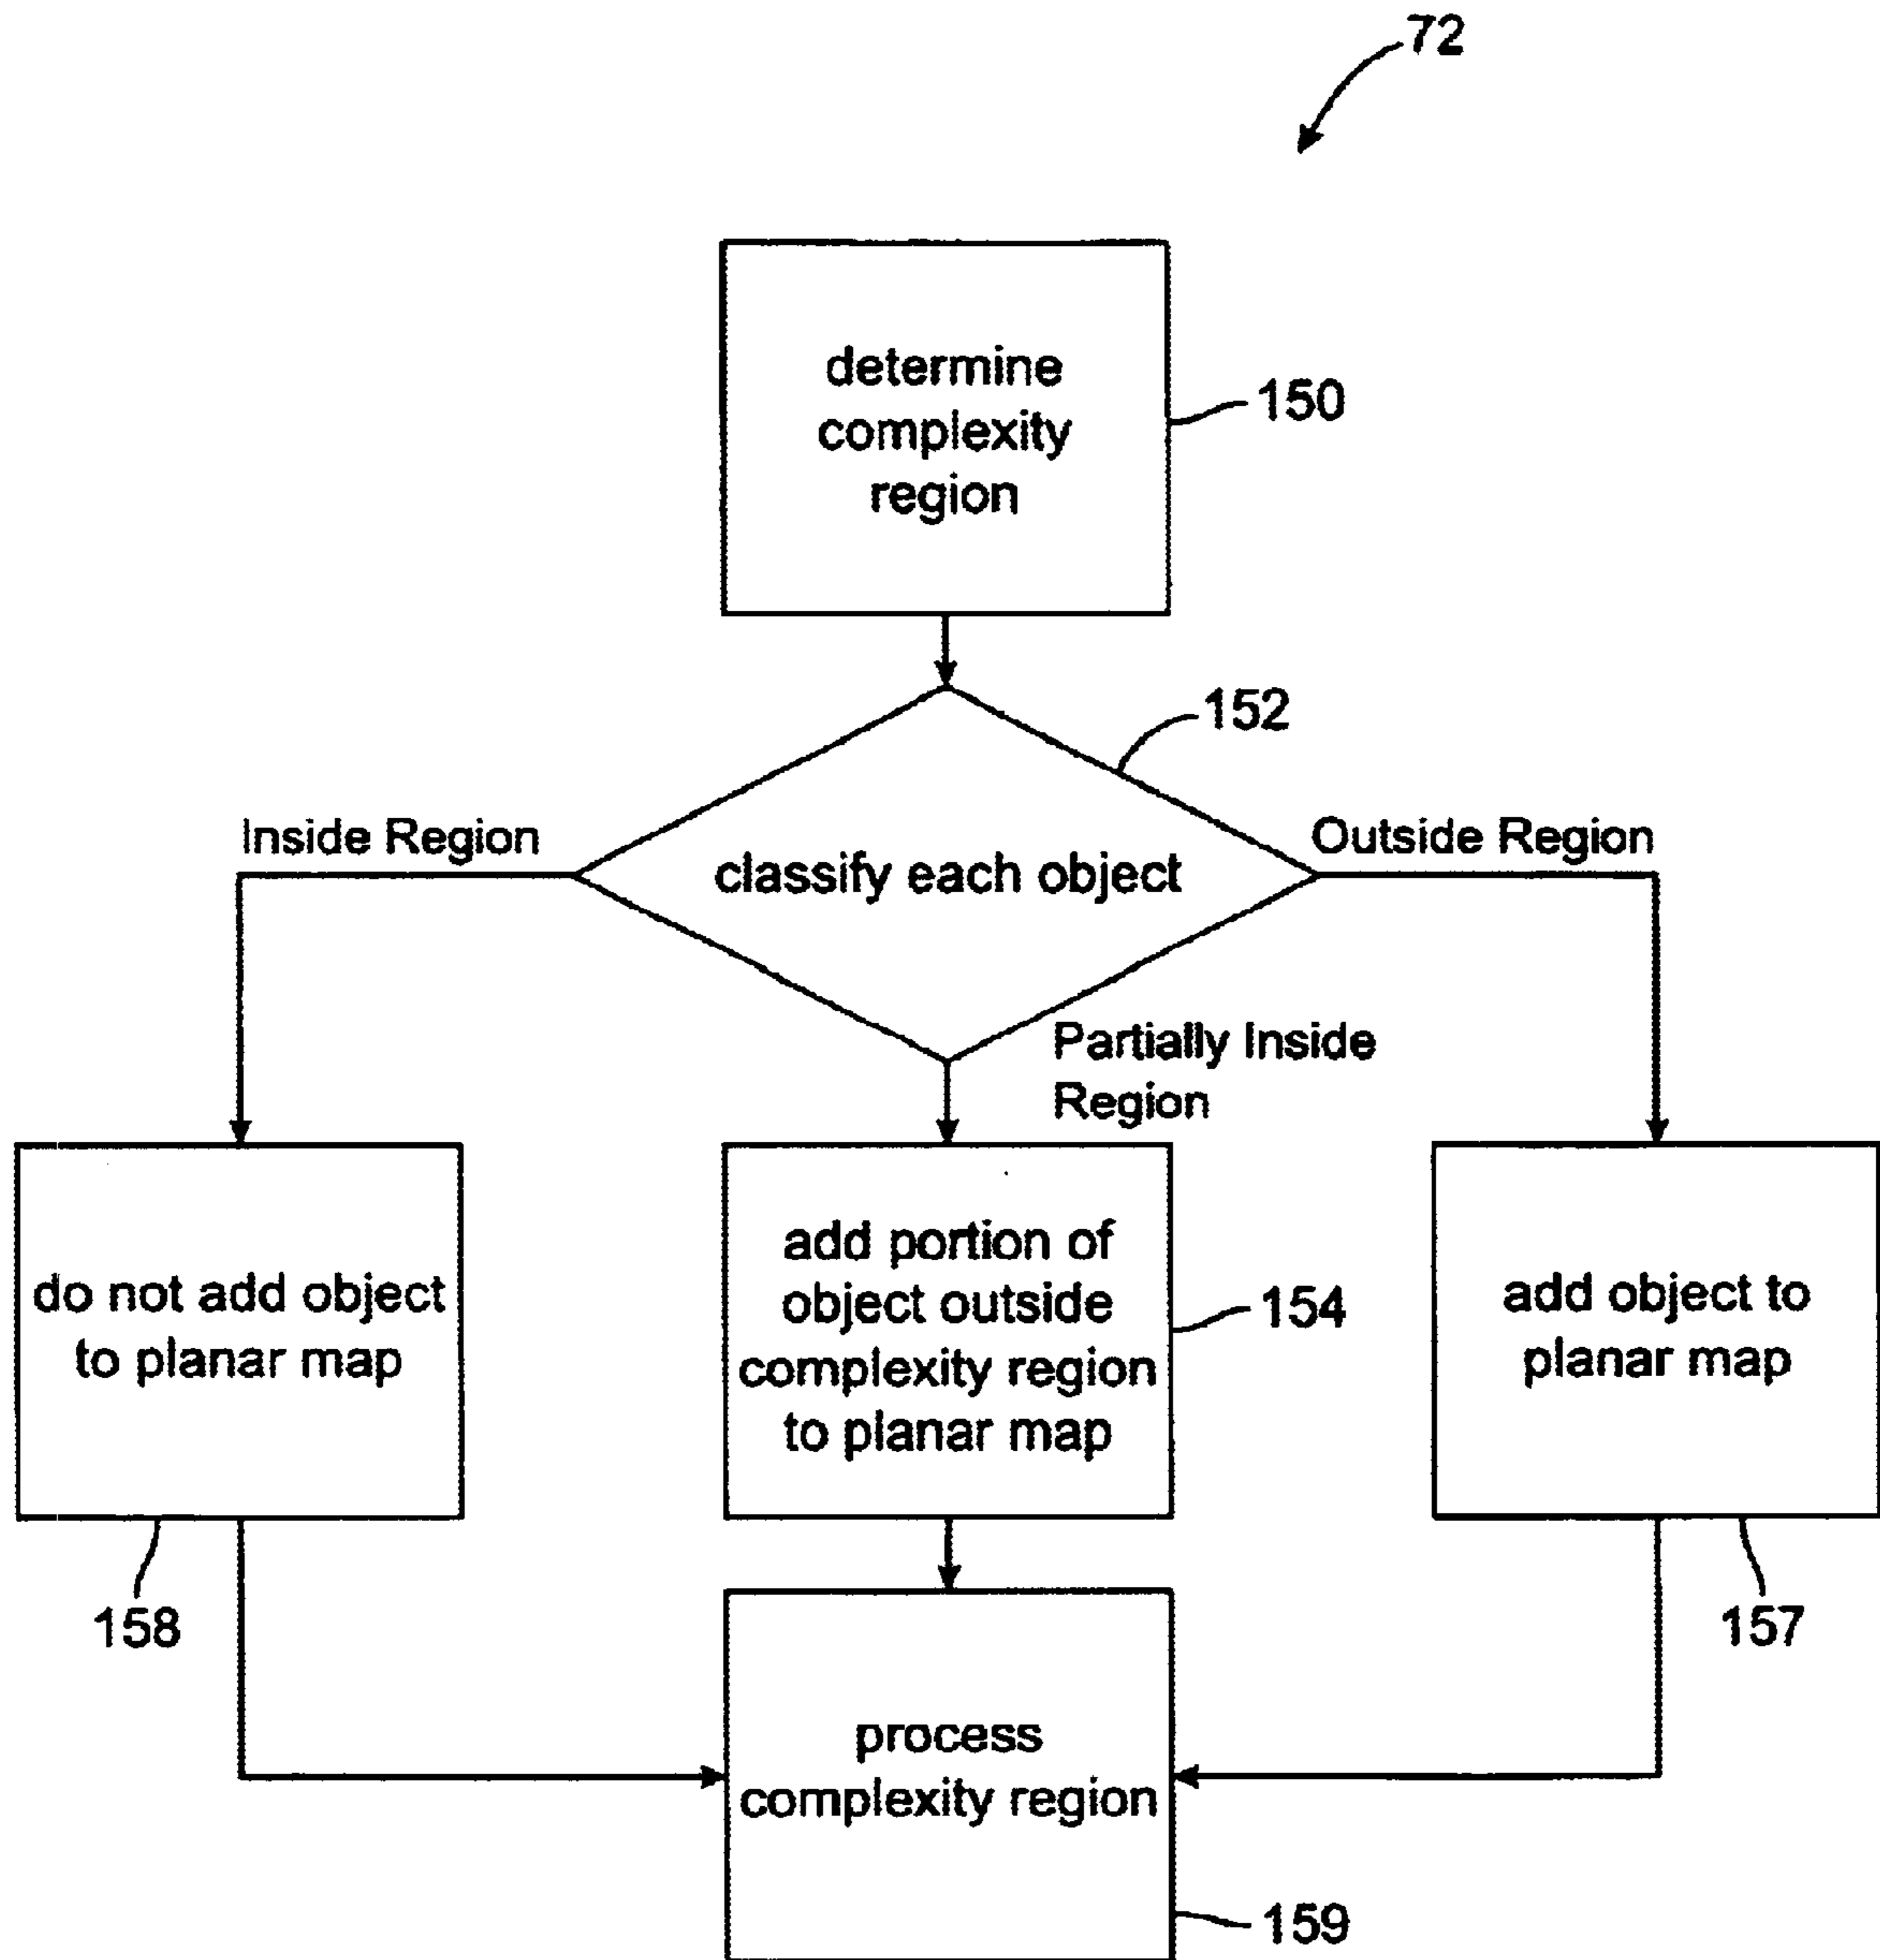 72
determine
complexity
region
150
152
Inside Region
classify each object
Outside Region
Partially Inside
Region
do not add object
to planar map
158
add portion of
object outside
complexity region
to planar map
154
add object to
planar map
157
process
complexity region
159